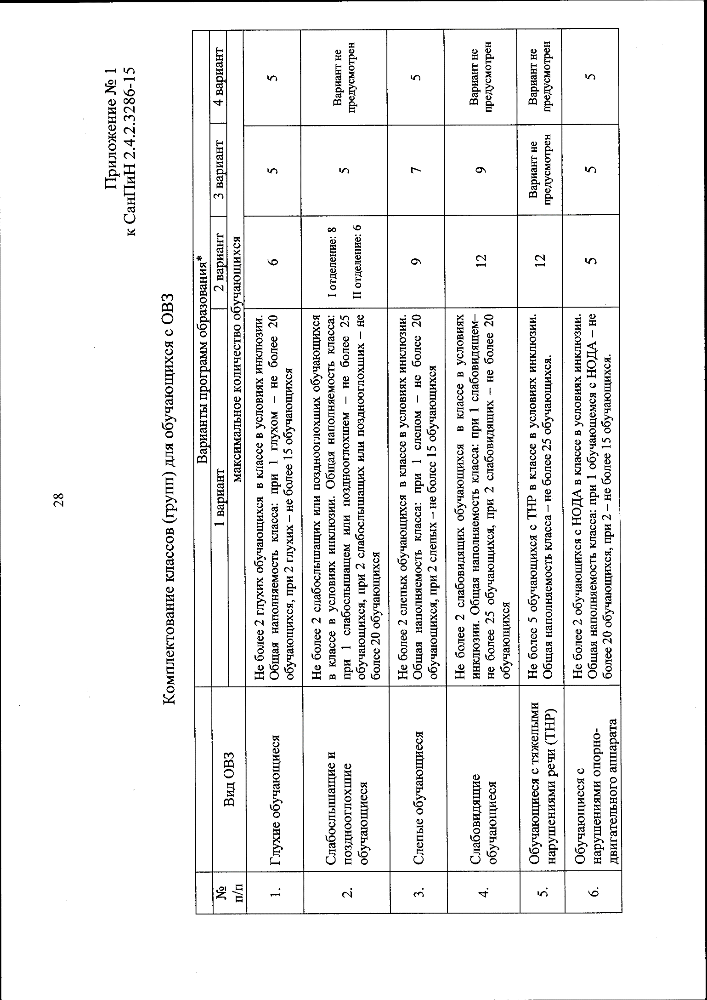 28
Приложение № 1
к СанПиН 2.4.2.3286-15
Комплектование классов (групп) для обучающихся с ОВЗ
Варианты программ образования*
№
п/п
Вид ОВЗ
1 вариант
2 вариант
3 вариант
4 вариант
максимальное количество обучающихся
1.
Глухие обучающиеся
Не более 2 глухих обучающихся в классе в условиях инклюзии.
Общая наполняемость класса: при 1 глухом – не более 20
обучающихся, при 2 глухих – не более 15 обучающихся
6
5
5
2.
Слабослышащие и
позднооглохшие
обучающиеся
Не более 2 слабослышащих или позднооглохших обучающихся
в классе в условиях инклюзии. Общая наполняемость класса:
при 1 слабослышащем или позднооглохшем – не более 25
обучающихся, при 2 слабослышащих или позднооглохших – не
более 20 обучающихся
I отделение: 8
II отделение: 6
5
Вариант не
предусмотрен
3.
Слепые обучающиеся
Не более 2 слепых обучающихся в классе в условиях инклюзии.
Общая наполняемость класса: при 1 слепом – не более 20
обучающихся, при 2 слепых – не более 15 обучающихся
9
7
5
4.
Слабовидящие
обучающиеся
Не более 2 слабовидящих обучающихся в классе в условиях
инклюзии. Общая наполняемость класса: при 1 слабовидящем–
не более 25 обучающихся, при 2 слабовидящих – не более 20
обучающихся
12
9
Вариант не
предусмотрен
5.
Обучающиеся с тяжелыми
нарушениями речи (ТНР)
Не более 5 обучающихся с ТНР в классе в условиях инклюзии.
Общая наполняемость класса – не более 25 обучающихся.
12
Вариант не
предусмотрен
Вариант не
предусмотрен
6.
Обучающиеся с
нарушениями опорно-
двигательного аппарата
Не более 2 обучающихся с НОДА в классе в условиях инклюзии.
Общая наполняемость класса: при 1 обучающемся с НОДА – не
более 20 обучающихся, при 2 – не более 15 обучающихся.
5
5
5